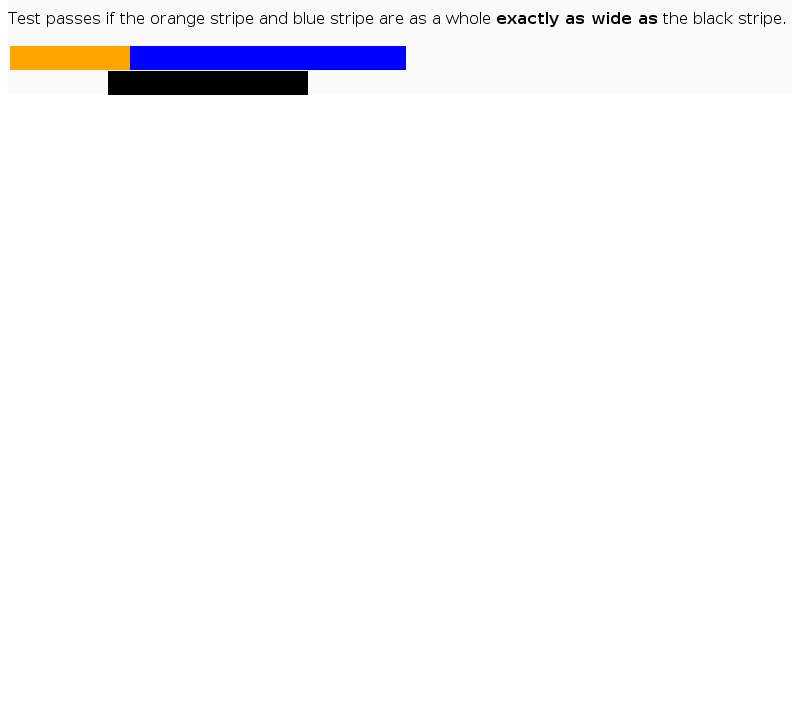 Test passes if the orange stripe and blue stripe are as a whole exactly as wide as the black stripe.